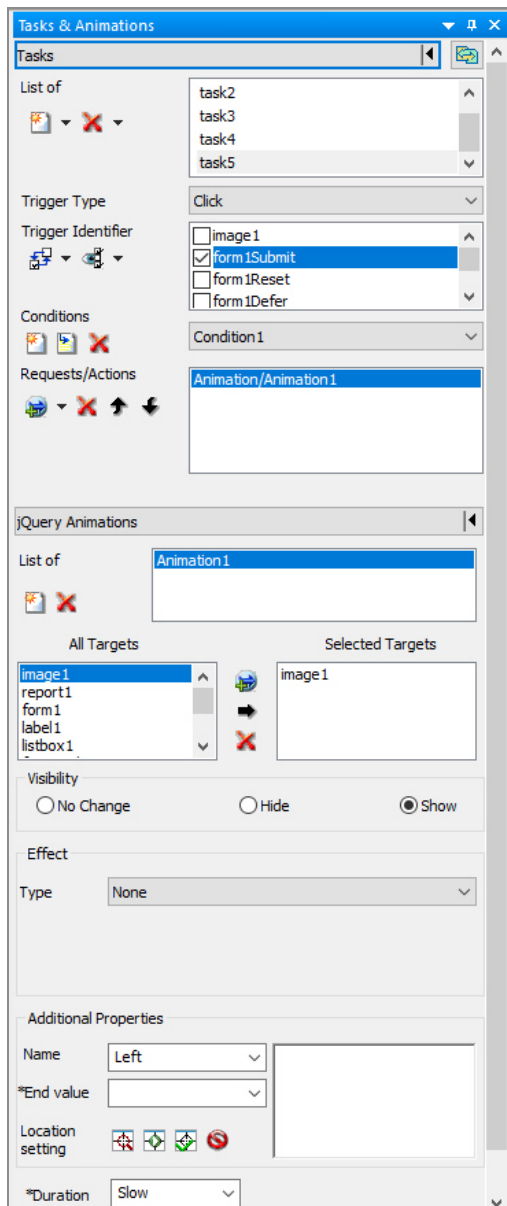 Tasks & Animations
Tasks
List of
task2
task3
task4
task5
Trigger Type
Click
Trigger Identifier
image1
form1Submit
form1Reset
form1Defer
Conditions
Condition1
Requests/Actions
Animation/Animation1
jQuery Animations
List of
Animation1
All Targets
Selected Targets
image1
report1
form1
label1
listbox1
image1
Visibility
No Change
Hide
Show
Effect
Type
None
Additional Properties
Name
Left
*End value
Location
setting
*Duration
Slow